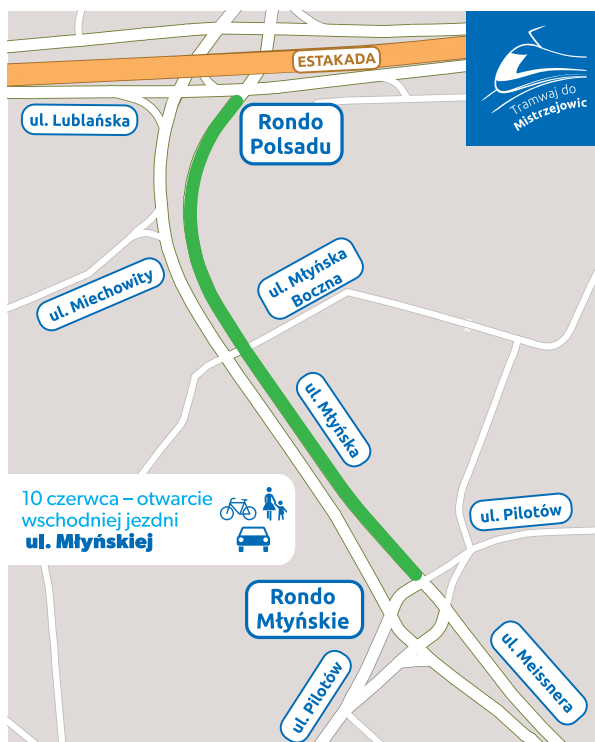 ESTAKADA
Tramwaj do
Mistrzejowic
ul. Lublańska
Rondo
Polsadu
ul. Miechowity
ul. Młyńska
Boczna
ul. Młyńska
10 czerwca – otwarcie
wschodniej jezdni
ul. Młyńskiej
ul. Pilotów
Rondo
Młyńskie
ul. Pilotów
ul. Meissnera